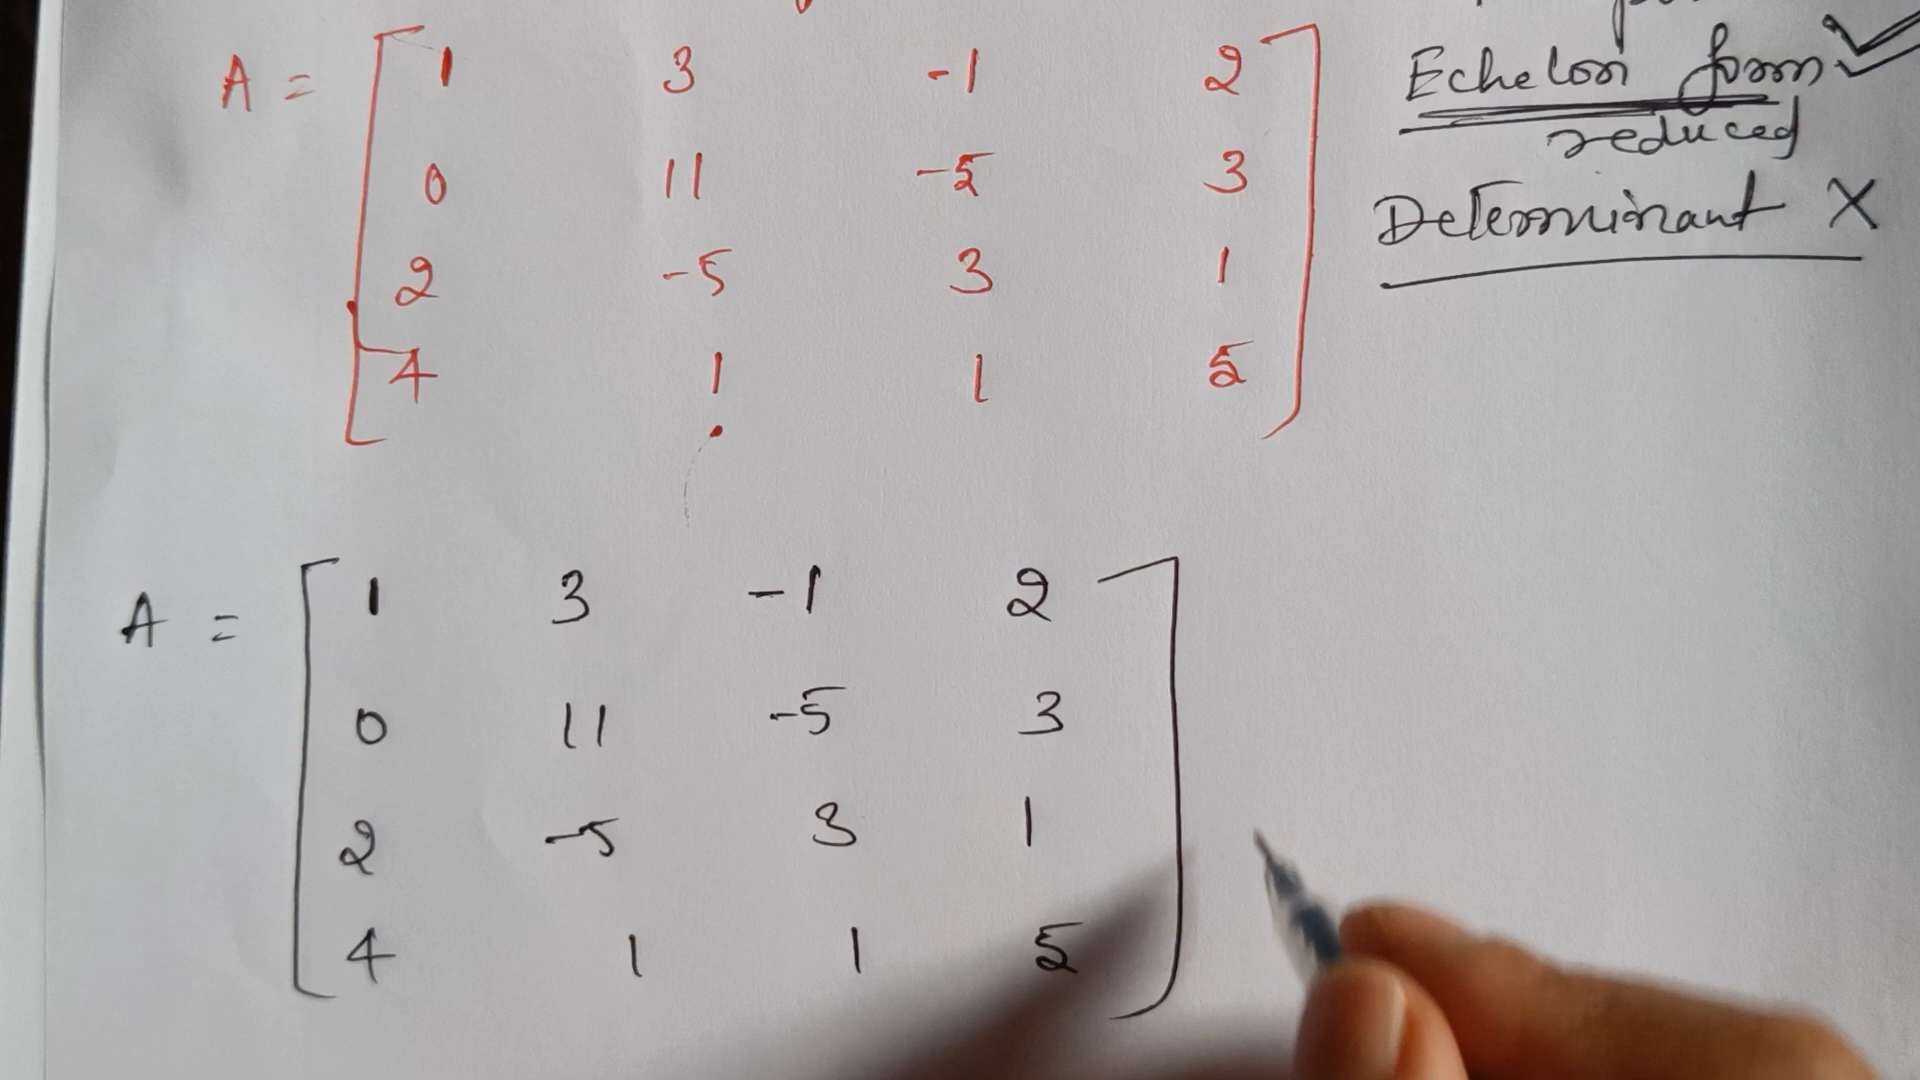 A = [ 1 3 -1 2 ]
0 11 -5 3
2 -5 3 1
4 1 1 5
Echelon form
reduced
Determinant X
A = [ 1 3 -1 2 ]
0 11 -5 3
2 -5 3 1
4 1 1 5